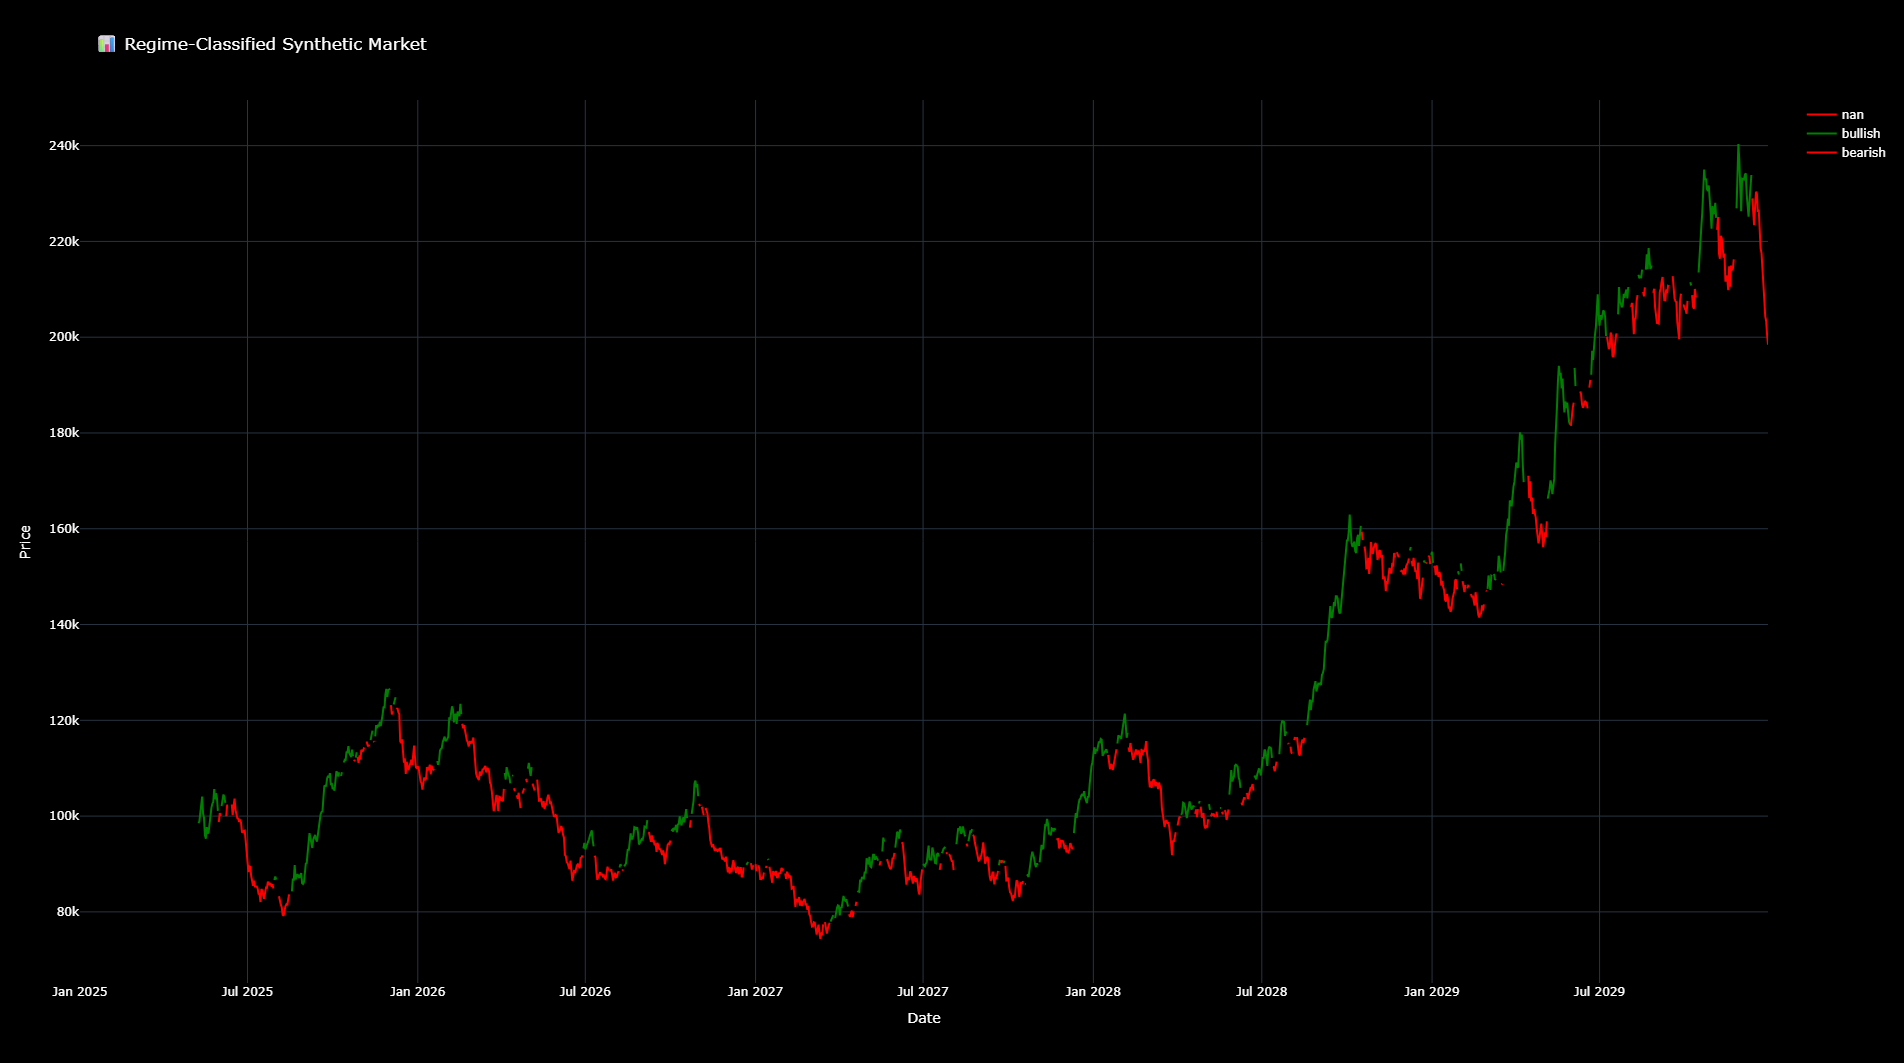 📊 Regime-Classified Synthetic Market
nan
bullish
bearish
240k
220k
200k
180k
160k
140k
120k
100k
80k
Price
Jan 2025
Jul 2025
Jan 2026
Jul 2026
Jan 2027
Jul 2027
Jan 2028
Jul 2028
Jan 2029
Jul 2029
Date